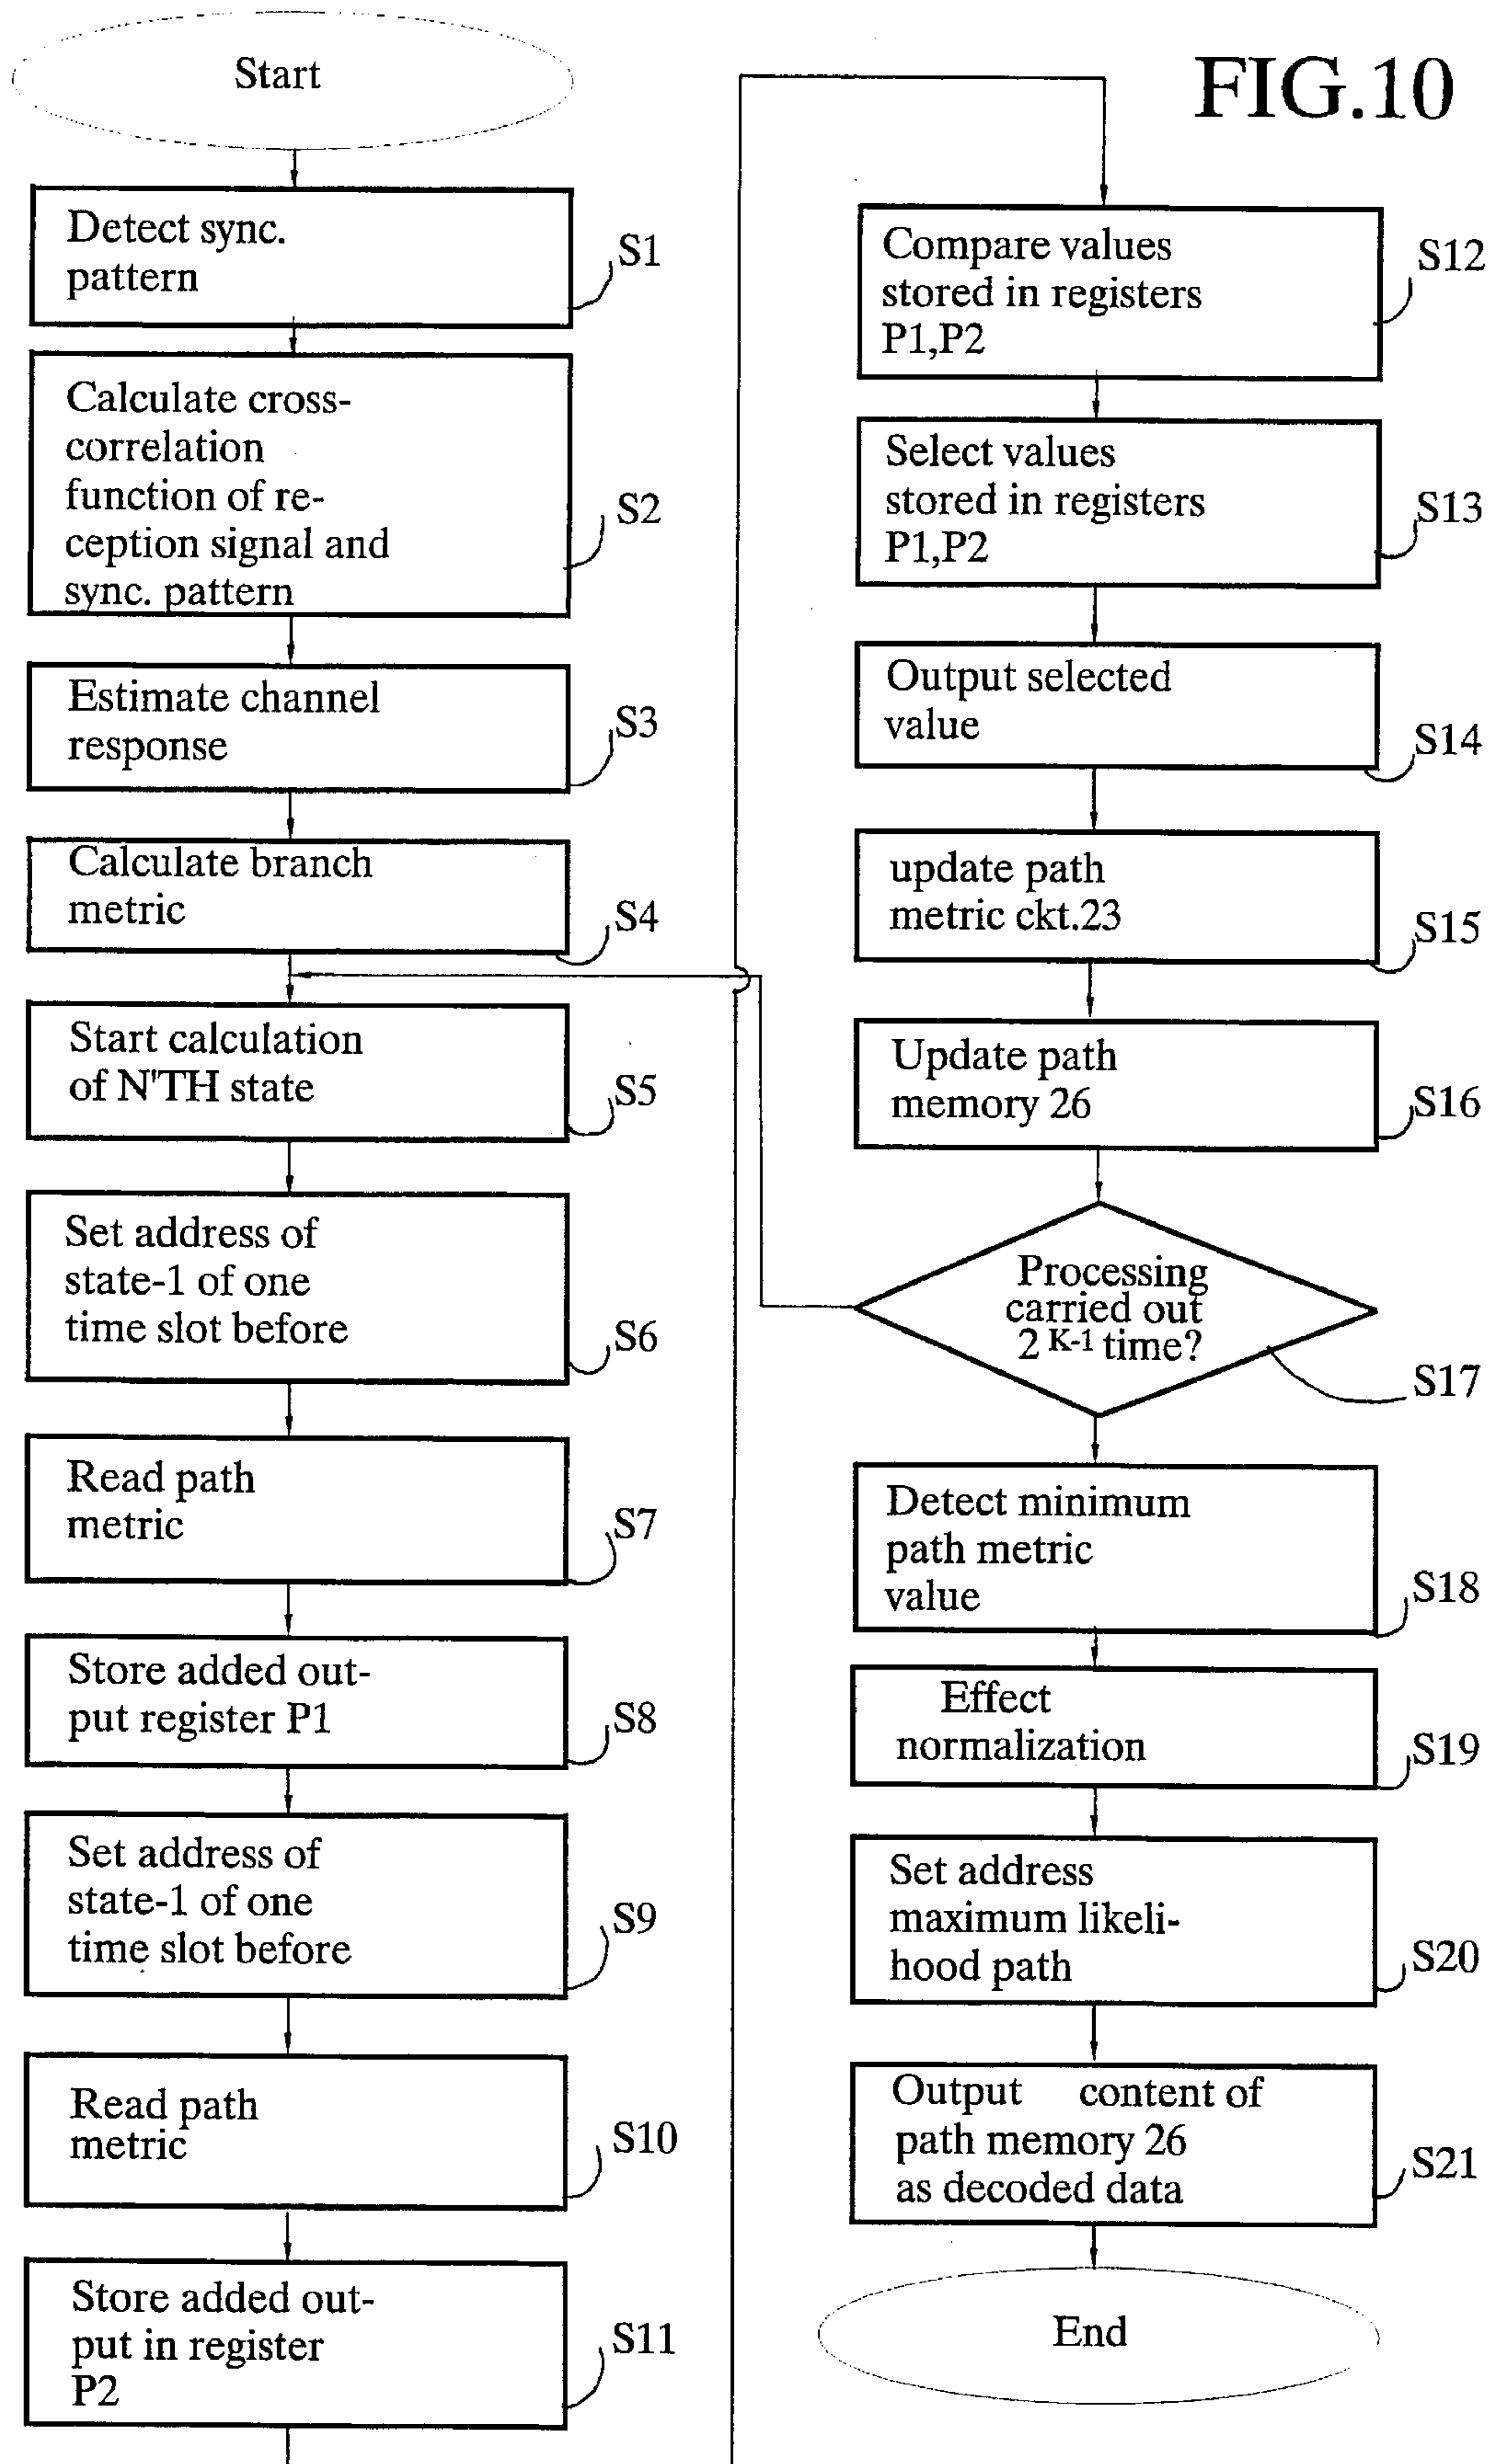 FIG.10
Start
Detect sync.
pattern
S1
Calculate cross-
correlation
function of re-
ception signal and
sync. pattern
S2
Estimate channel
response
S3
Calculate branch
metric
S4
Start calculation
of N'TH state
S5
Set address of
state-1 of one
time slot before
S6
Read path
metric
S7
Store added out-
put register P1
S8
Set address of
state-1 of one
time slot before
S9
Read path
metric
S10
Store added out-
put in register
P2
S11
Compare values
stored in registers
P1,P2
S12
Select values
stored in registers
P1,P2
S13
Output selected
value
S14
update path
metric ckt.23
S15
Update path
memory 26
S16
Processing
carried out
2 K-1 time?
S17
Detect minimum
path metric
value
S18
Effect
normalization
S19
Set address
maximum likeli-
hood path
S20
Output content of
path memory 26
as decoded data
S21
End